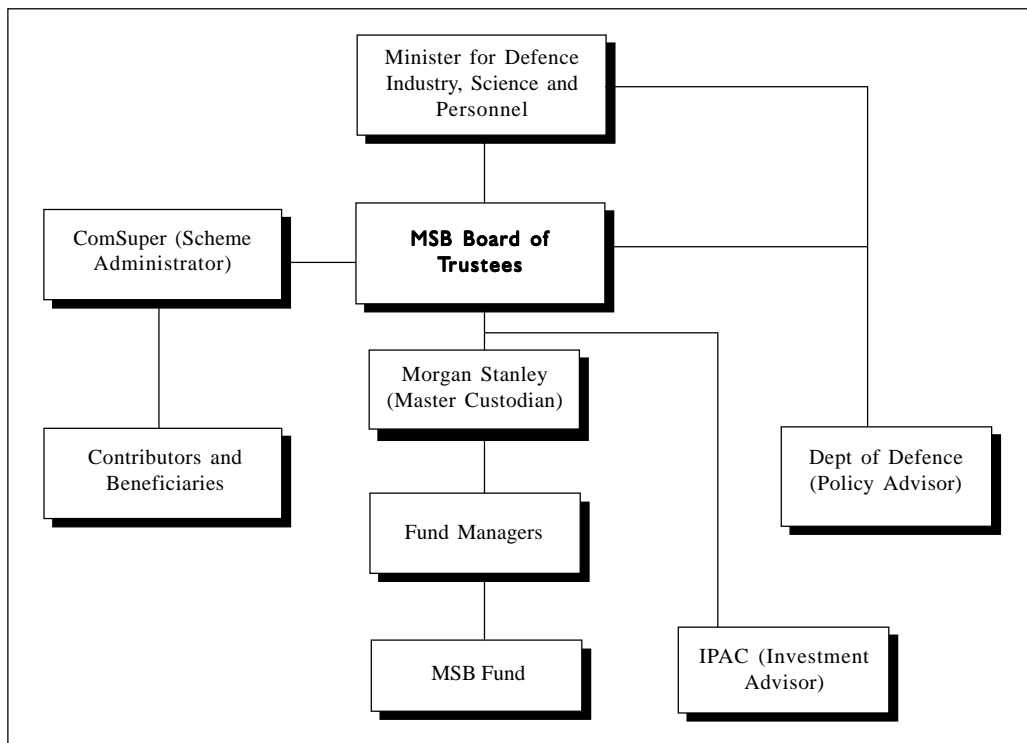 Minister for Defence
Industry, Science and
Personnel
ComSuper (Scheme
Administrator)
MSB Board of
Trustees
Morgan Stanley
(Master Custodian)
Contributors and
Beneficiaries
Dept of Defence
(Policy Advisor)
Fund Managers
MSB Fund
IPAC (Investment
Advisor)